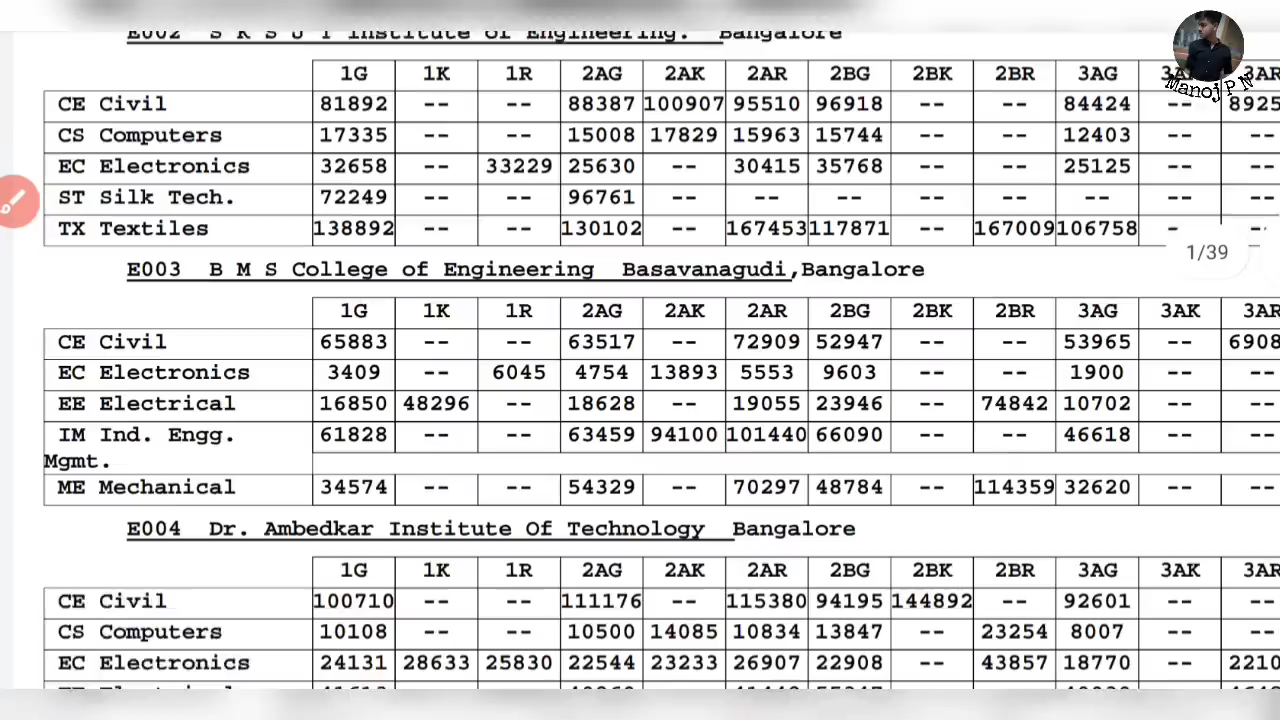 E002 S K S J T Institute of Engineering. Bangalore
1G 1K 1R 2AG 2AK 2AR 2BG 2BK 2BR 3AG 3AR
CE Civil 81892 -- -- 88387 100907 95510 96918 -- -- 84424 -- 8925
CS Computers 17335 -- -- 15008 17829 15963 15744 -- -- 12403 -- --
EC Electronics 32658 -- 33229 25630 -- 30415 35768 -- -- 25125 -- --
ST Silk Tech. 72249 -- -- 96761 -- -- -- -- -- -- -- --
TX Textiles 138892 -- -- 130102 -- 167453 117871 -- 167009 106758 - --
Manoj P N
1/39
E003 B M S College of Engineering Basavanagudi,Bangalore
1G 1K 1R 2AG 2AK 2AR 2BG 2BK 2BR 3AG 3AK 3AR
CE Civil 65883 -- -- 63517 -- 72909 52947 -- -- 53965 -- 6908
EC Electronics 3409 -- 6045 4754 13893 5553 9603 -- -- 1900 -- --
EE Electrical 16850 48296 -- 18628 -- 19055 23946 -- 74842 10702 -- --
IM Ind. Engg. 61828 -- -- 63459 94100 101440 66090 -- -- 46618 -- --
Mgmt.
ME Mechanical 34574 -- -- 54329 -- 70297 48784 -- 114359 32620 -- --
E004 Dr. Ambedkar Institute Of Technology Bangalore
1G 1K 1R 2AG 2AK 2AR 2BG 2BK 2BR 3AG 3AK 3AR
CE Civil 100710 -- -- 111176 -- 115380 94195 144892 -- 92601 -- --
CS Computers 10108 -- -- 10500 14085 10834 13847 -- 23254 8007 -- --
EC Electronics 24131 28633 25830 22544 23233 26907 22908 -- 43857 18770 -- 2210